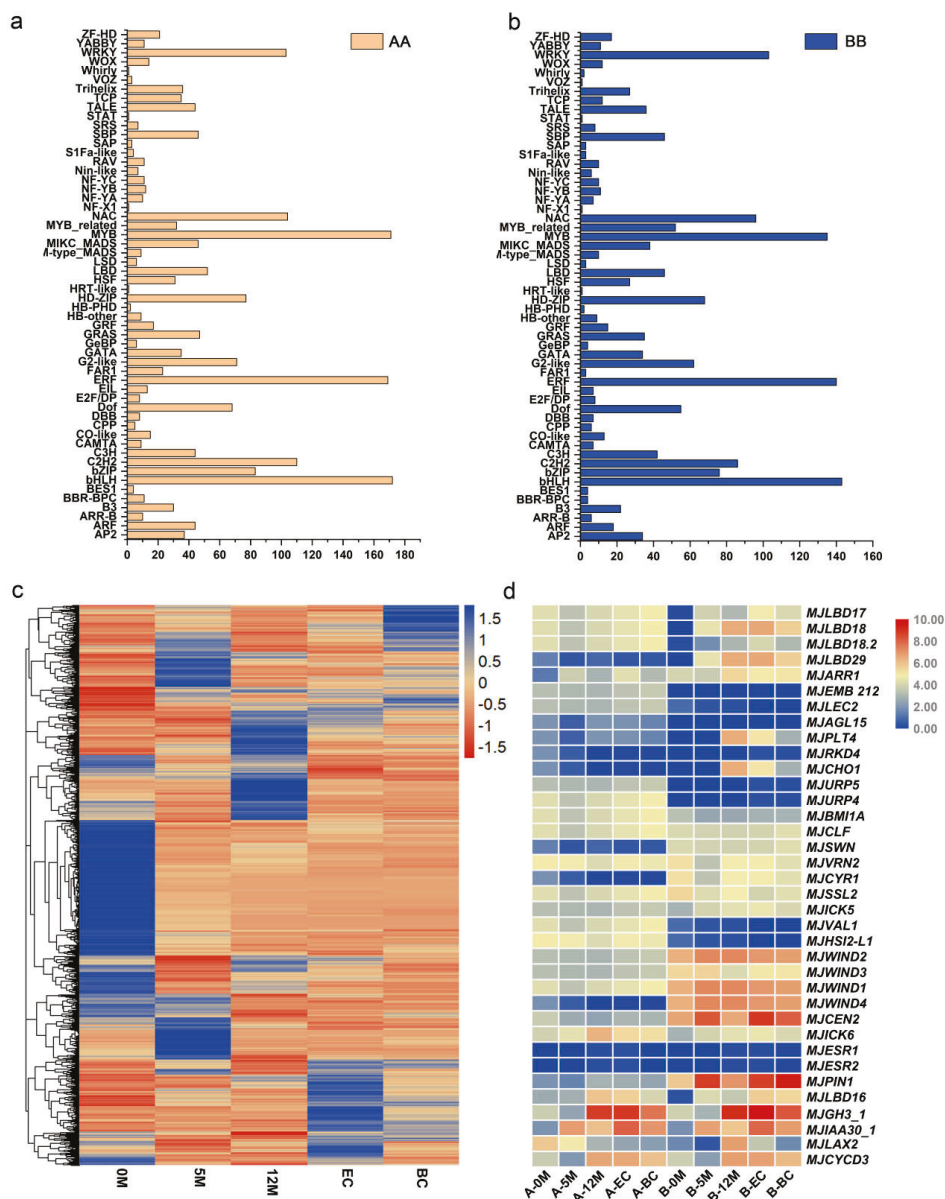 a
AA
ZF-HD
YABBY
WRKY
WOX
Whirly
VOZ
Trihelix
TCP
TALE
STAT
SRS
SBP
SAP
S1Fa-like
RAV
Nin-like
NF-YC
NF-YB
NF-YA
NF-X1
NAC
MYB_related
MYB
MIKC_MADS
M-type_MADS
LSD
LBD
HSF
HRT-like
HD-ZIP
HB-PHD
HB-other
GRF
GRAS
GeBP
GATA
G2-like
FAR1
ERF
EIL
E2F/DP
Dof
DBB
CPP
CO-like
CAMTA
C3H
C2H2
bZIP
bHLH
BES1
BBR-BPC
B3
ARR-B
ARF
AP2
0 20 40 60 80 100 120 140 160 180
b
BB
ZF-HD
YABBY
WRKY
WOX
Whirly
VOZ
Trihelix
TCP
TALE
STAT
SRS
SBP
SAP
S1Fa-like
RAV
Nin-like
NF-YC
NF-YB
NF-YA
NF-X1
NAC
MYB_related
MYB
MIKC_MADS
M-type_MADS
LSD
LBD
HSF
HRT-like
HD-ZIP
HB-PHD
HB-other
GRF
GRAS
GeBP
GATA
G2-like
FAR1
ERF
EIL
E2F/DP
Dof
DBB
CPP
CO-like
CAMTA
C3H
C2H2
bZIP
bHLH
BES1
BBR-BPC
B3
ARR-B
ARF
AP2
0 20 40 60 80 100 120 140 160
c
1.5
1
0.5
0
-0.5
-1
-1.5
0M 5M 12M EC BC
d
MJLBD17
MJLBD18
MJLBD18.2
MJLBD29
MJARR1
MJEMB 212
MJLEC2
MJAGL15
MJPLT4
MJRKD4
MJCHO1
MJURP5
MJURP4
MJBMI1A
MJCLF
MJSWN
MJVRN2
MJCYR1
MJSSL2
MJICK5
MJVAL1
MJHSI2-L1
MJWIND2
MJWIND3
MJWIND1
MJWIND4
MJCEN2
MJICK6
MJESR1
MJESR2
MJPIN1
MJLBD16
MJGH3_1
MJIAA30_1
MJLAX2
MJCYCD3
10.00
8.00
6.00
4.00
2.00
0.00
A-0M A-5M A-12M A-EC A-BC B-0M B-5M B-12M B-EC B-BC